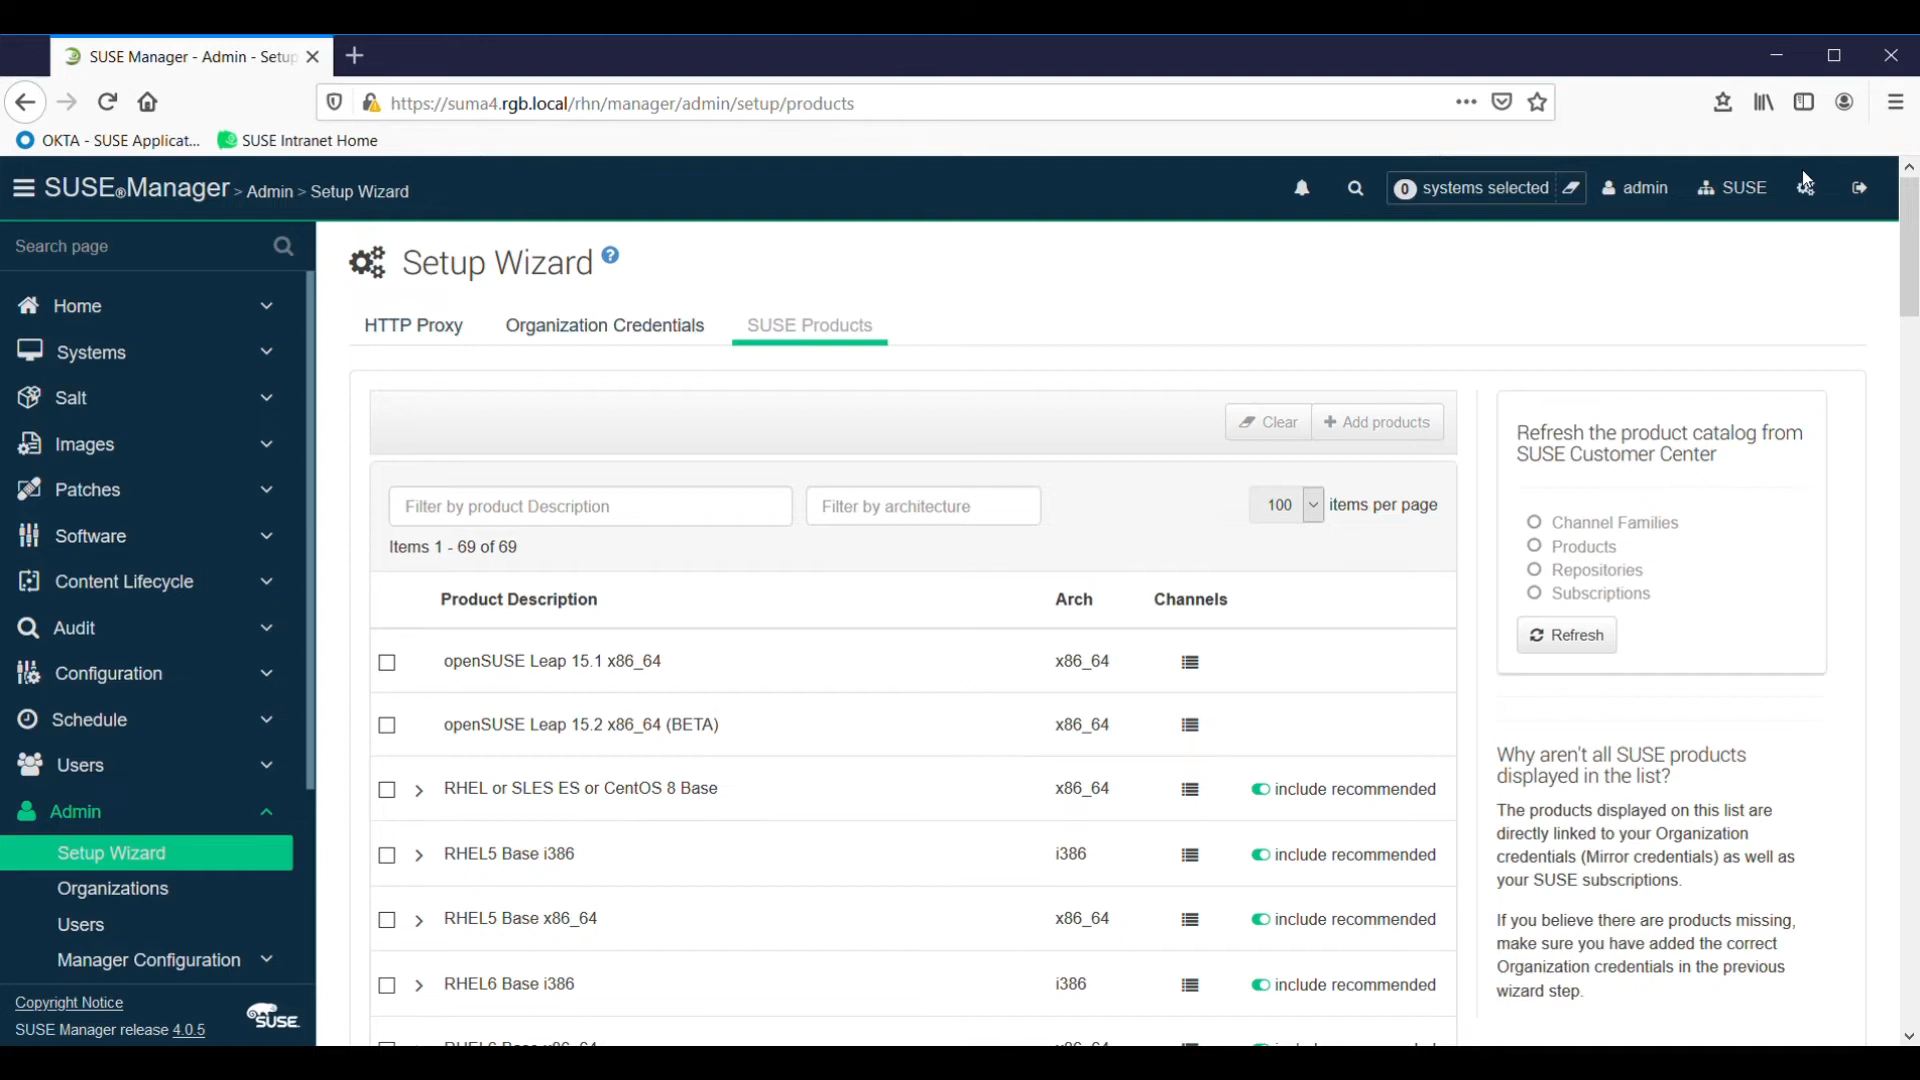 SUSE Manager - Admin - Setup
https://suma4.rgb.local/rhn/manager/admin/setup/products
OKTA - SUSE Applicat...
SUSE Intranet Home
SUSE®Manager > Admin > Setup Wizard
0 systems selected
admin
SUSE
Search page
Home
Systems
Salt
Images
Patches
Software
Content Lifecycle
Audit
Configuration
Schedule
Users
Admin
Setup Wizard
Organizations
Users
Manager Configuration
Copyright Notice
SUSE Manager release 4.0.5
SUSE
Setup Wizard ?
HTTP Proxy
Organization Credentials
SUSE Products
Clear
Add products
Filter by product Description
Filter by architecture
100 items per page
Items 1 - 69 of 69
Product Description Arch Channels
openSUSE Leap 15.1 x86_64 x86_64
openSUSE Leap 15.2 x86_64 (BETA) x86_64
RHEL or SLES ES or CentOS 8 Base x86_64 include recommended
RHEL5 Base i386 i386 include recommended
RHEL5 Base x86_64 x86_64 include recommended
RHEL6 Base i386 i386 include recommended
Refresh the product catalog from
SUSE Customer Center
Channel Families
Products
Repositories
Subscriptions
Refresh
Why aren't all SUSE products
displayed in the list?
The products displayed on this list are
directly linked to your Organization
credentials (Mirror credentials) as well as
your SUSE subscriptions.
If you believe there are products missing,
make sure you have added the correct
Organization credentials in the previous
wizard step.